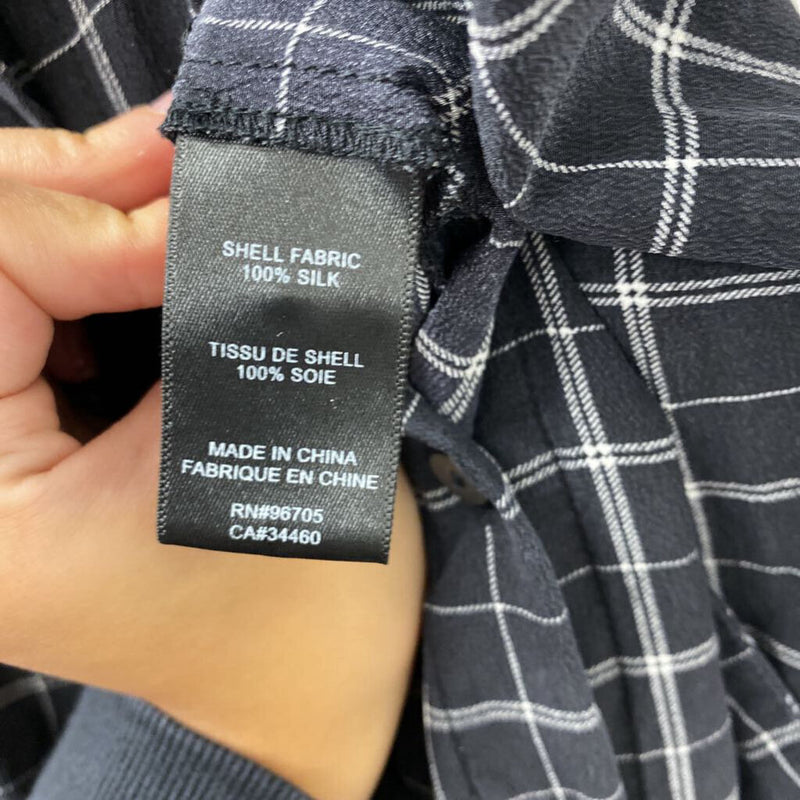 SHELL FABRIC
100% SILK
TISSU DE SHELL
100% SOIE
MADE IN CHINA
FABRIQUE EN CHINE
RN#96705
CA#34460